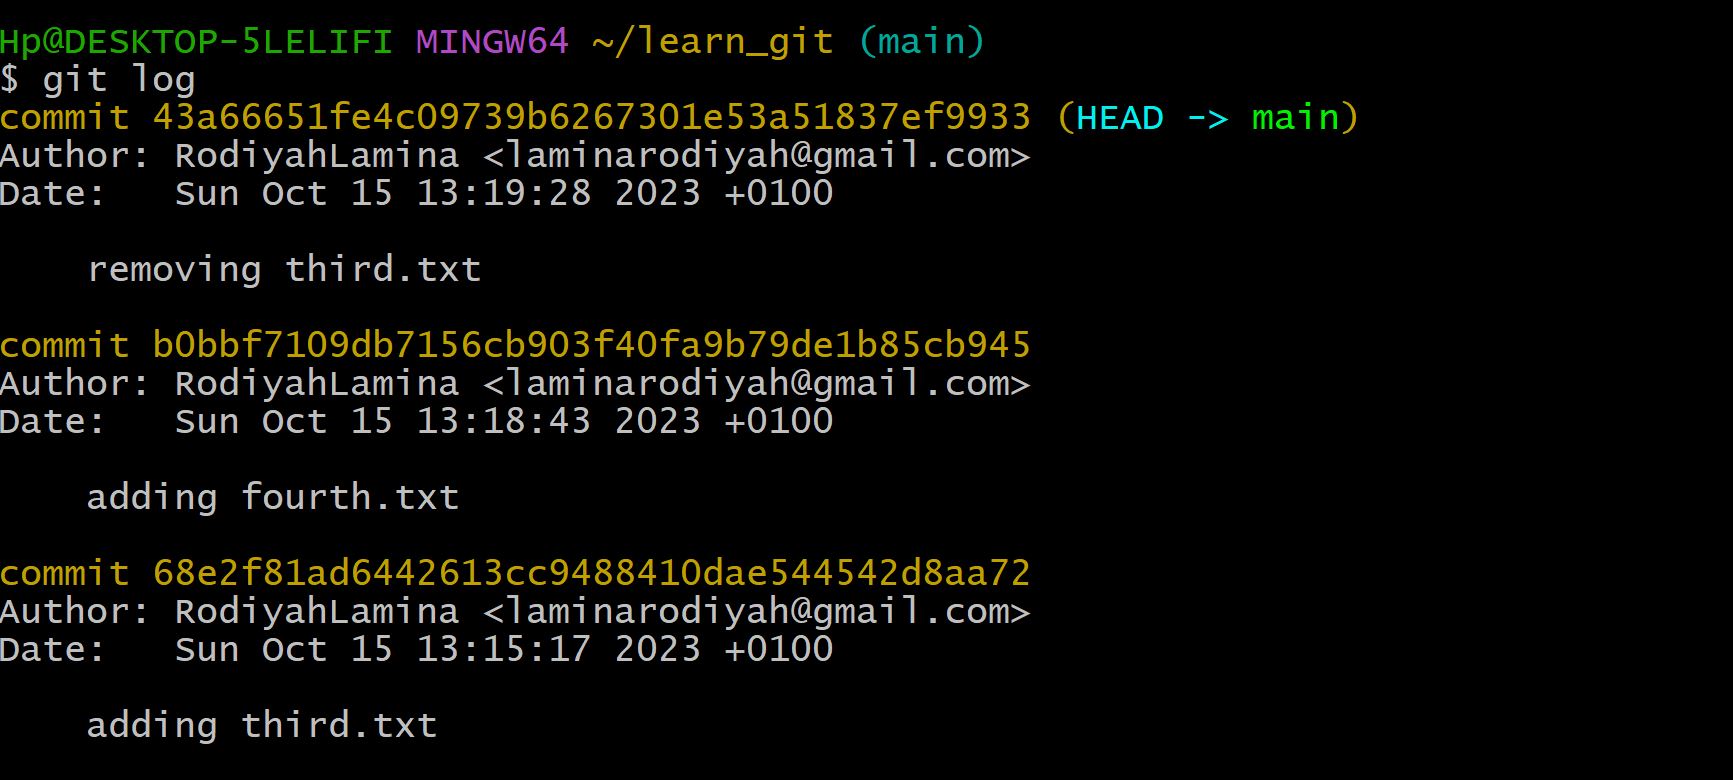 Hp@DESKTOP-5LELIFI MINGW64 ~/learn_git (main)
$ git log
commit 43a66651fe4c09739b6267301e53a51837ef9933 (HEAD -> main)
Author: RodiyahLamina <laminarodiyah@gmail.com>
Date:   Sun Oct 15 13:19:28 2023 +0100
    removing third.txt
commit b0bbf7109db7156cb903f40fa9b79de1b85cb945
Author: RodiyahLamina <laminarodiyah@gmail.com>
Date:   Sun Oct 15 13:18:43 2023 +0100
    adding fourth.txt
commit 68e2f81ad6442613cc9488410dae544542d8aa72
Author: RodiyahLamina <laminarodiyah@gmail.com>
Date:   Sun Oct 15 13:15:17 2023 +0100
    adding third.txt